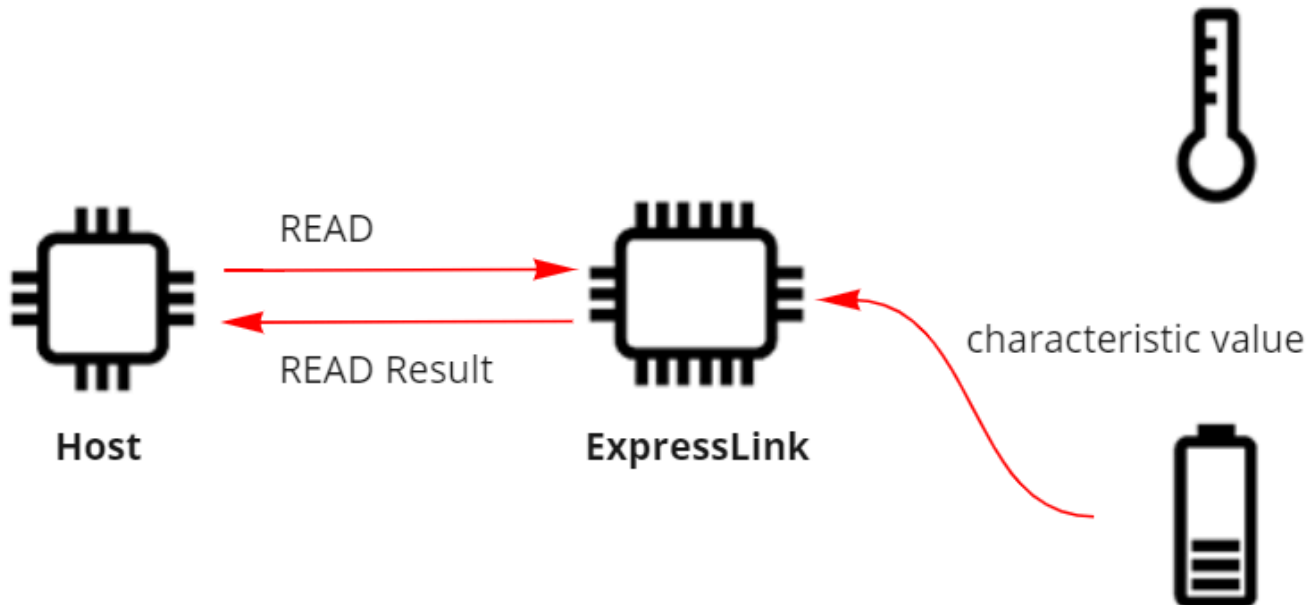 READ
READ Result
characteristic value
Host
ExpressLink